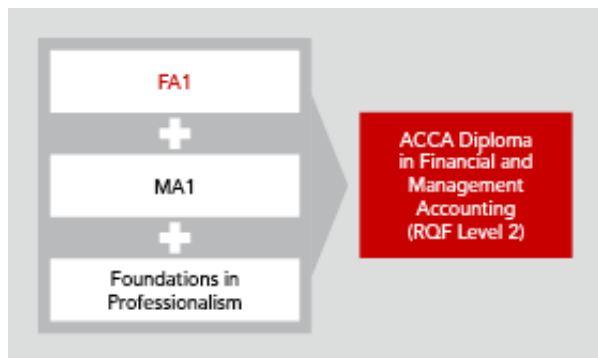 FA1
+
MA1
+
Foundations in
Professionalism
ACCA Diploma
in Financial and
Management
Accounting
(RQF Level 2)